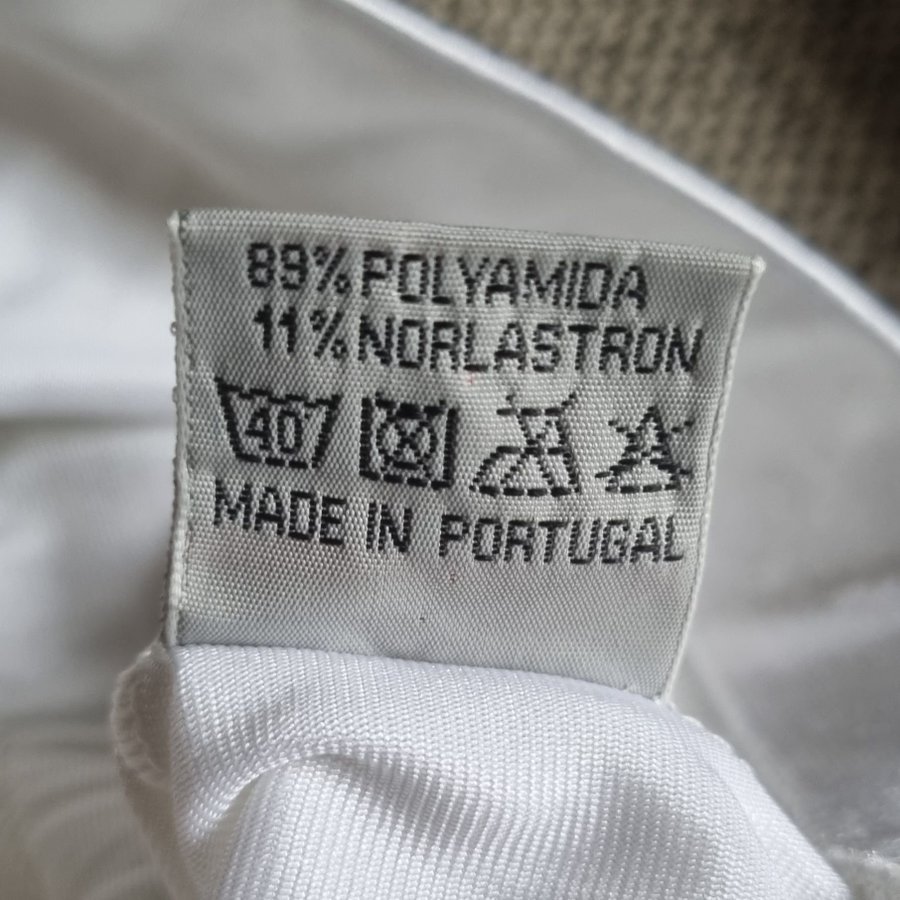 89% POLYAMIDA
11% NORLASTRON
40
MADE IN PORTUGAL